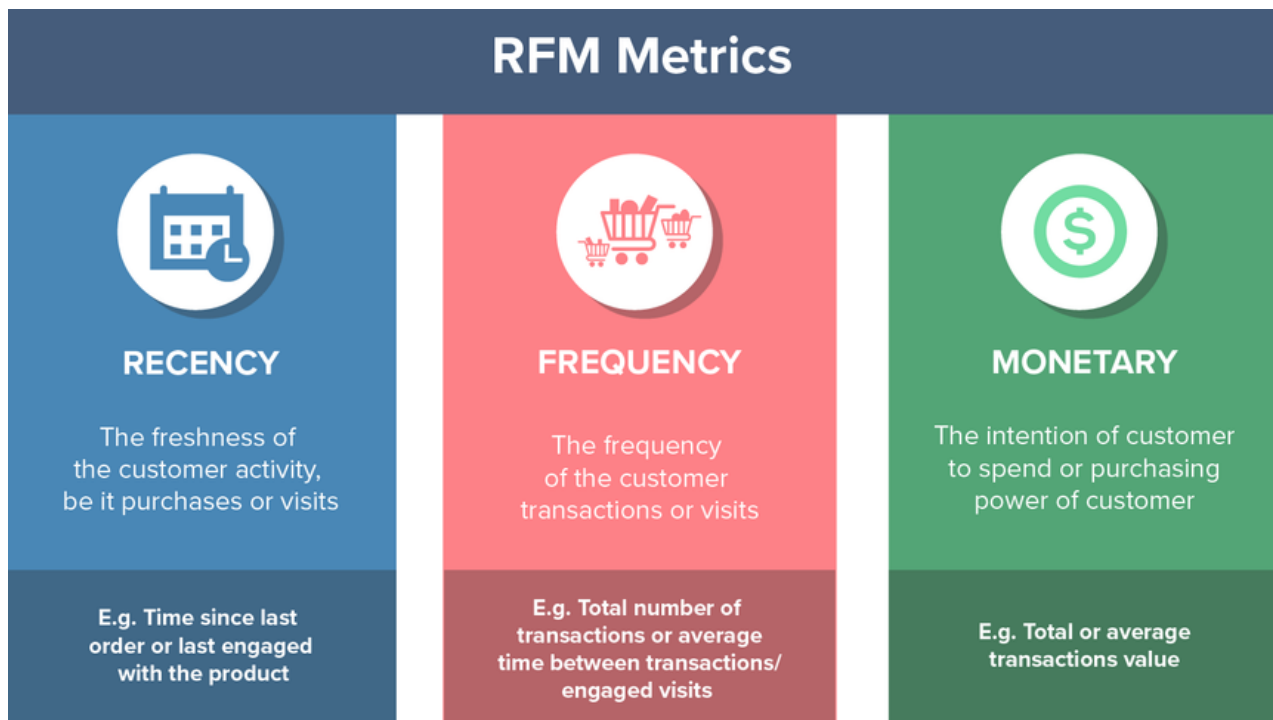 RFM Metrics
RECENCY
The freshness of
the customer activity,
be it purchases or visits
E.g. Time since last
order or last engaged
with the product
FREQUENCY
The frequency
of the customer
transactions or visits
E.g. Total number of
transactions or average
time between transactions/
engaged visits
$
MONETARY
The intention of customer
to spend or purchasing
power of customer
E.g. Total or average
transactions value